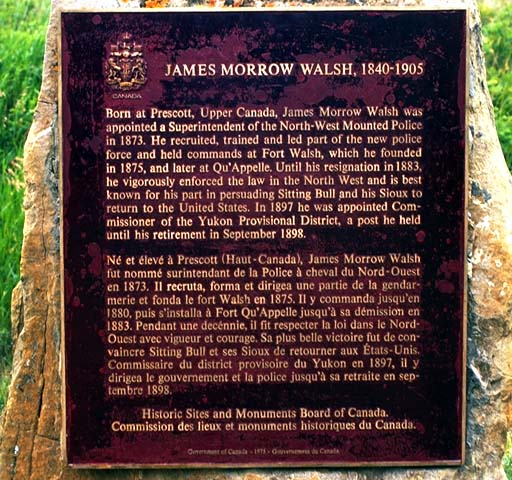 CANADA
JAMES MORROW WALSH, 1840-1905
Born at Prescott, Upper Canada, James Morrow Walsh was
appointed a Superintendent of the North-West Mounted Police
in 1873. He recruited, trained and led part of the new police
force and held commands at Fort Walsh, which he founded
in 1875, and later at Qu'Appelle. Until his resignation in 1883,
he vigorously enforced the law in the North West and is best
known for his part in persuading Sitting Bull and his Sioux to
return to the United States. In 1897 he was appointed Com-
missioner of the Yukon Provisional District, a post he held
until his retirement in September 1898.
Né et élevé à Prescott (Haut-Canada), James Morrow Walsh
fut nommé surintendant de la Police à cheval du Nord-Ouest
en 1873. Il recruta, forma et dirigea une partie de la gendar-
merie et fonda le fort Walsh en 1875. Il y commanda jusqu'en
1880, puis s'installa à Fort Qu'Appelle jusqu'à sa démission en
1883. Pendant une decénnie, il fit respecter la loi dans le Nord-
Ouest avec vigueur et courage. Sa plus belle victoire fut de con-
vaincre Sitting Bull et ses Sioux de retourner aux États-Unis.
Commissaire du district provisoire du Yukon en 1897, il y
dirigea le gouvernement et la police jusqu'à sa retraite en sep-
tembre 1898.
Historic Sites and Monuments Board of Canada.
Commission des lieux et monuments historiques du Canada.
Government of Canada - 1975 - Gouvernement du Canada